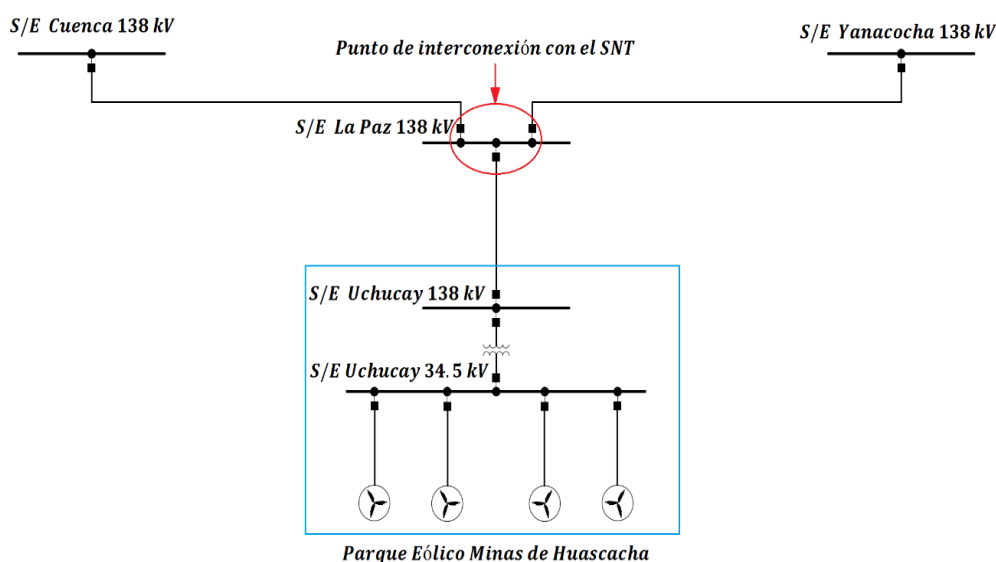 S/E Cuenca 138 kV
S/E Yanacocha 138 kV
Punto de interconexión con el SNT
S/E La Paz 138 kV
S/E Uchucay 138 kV
S/E Uchucay 34.5 kV
Parque Eólico Minas de Huascacha